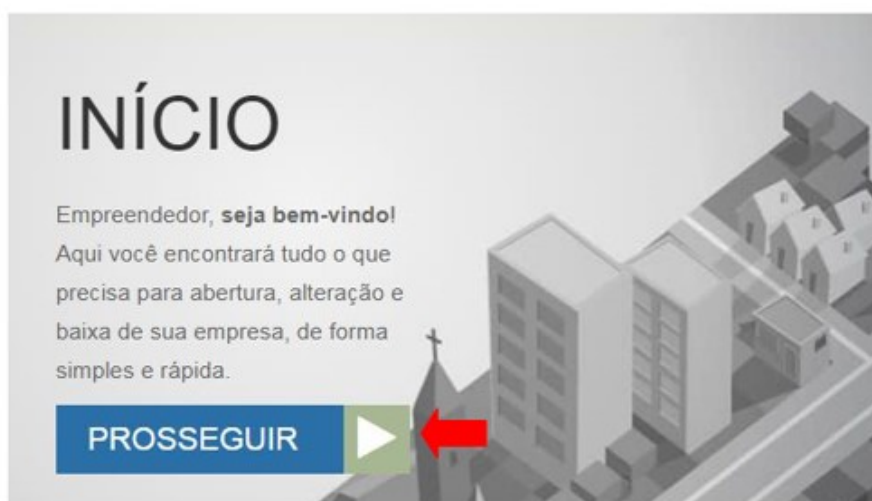 INÍCIO
Empreendedor, seja bem-vindo!
Aqui você encontrará tudo o que
precisa para abertura, alteração e
baixa de sua empresa, de forma
simples e rápida.
PROSSEGUIR